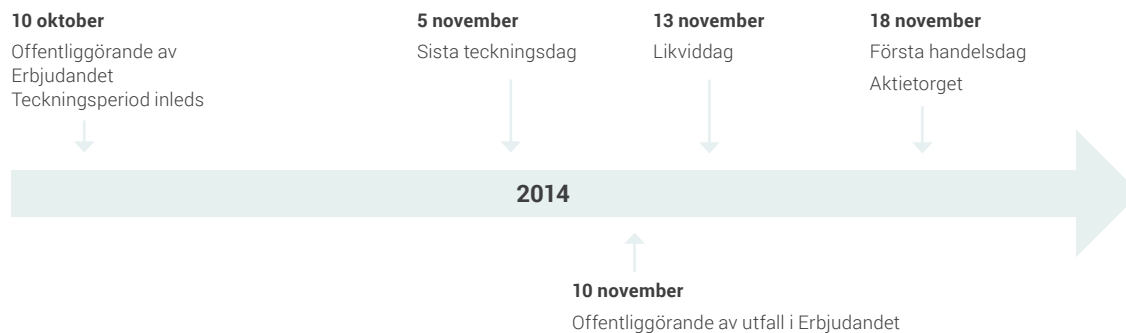 10 oktober
Offentliggörande av
Erbjudandet
Teckningsperiod inleds
5 november
Sista teckningsdag
13 november
Likviddag
18 november
Första handelsdag
Aktietorget
2014
10 november
Offentliggörande av utfall i Erbjudandet